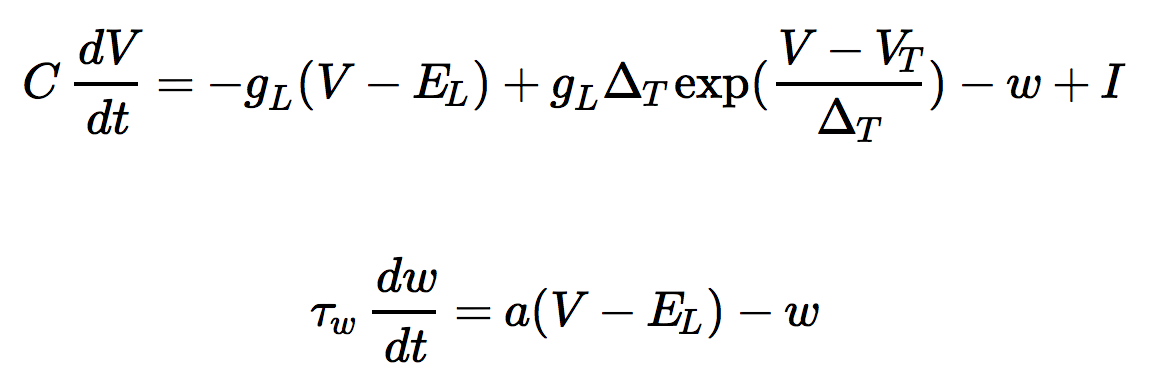 C dV/dt = −g_L(V − E_L) + g_L Δ_T exp((V − V_T)/Δ_T) − w + I
τ_w dw/dt = a(V − E_L) − w